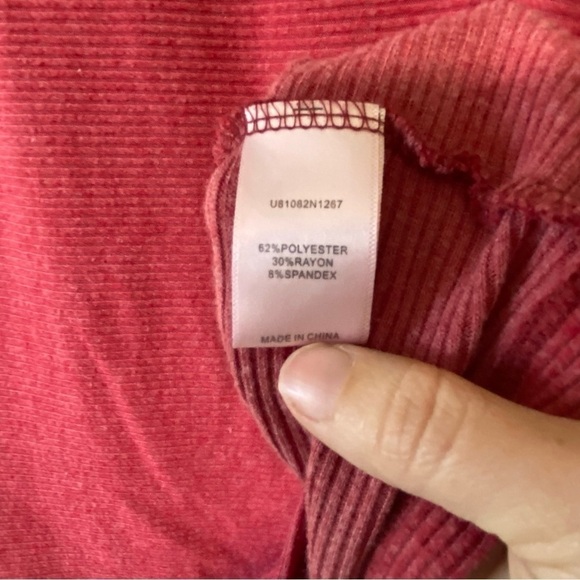 U81082N1267
62%POLYESTER
30%RAYON
8%SPANDEX
MADE IN CHINA